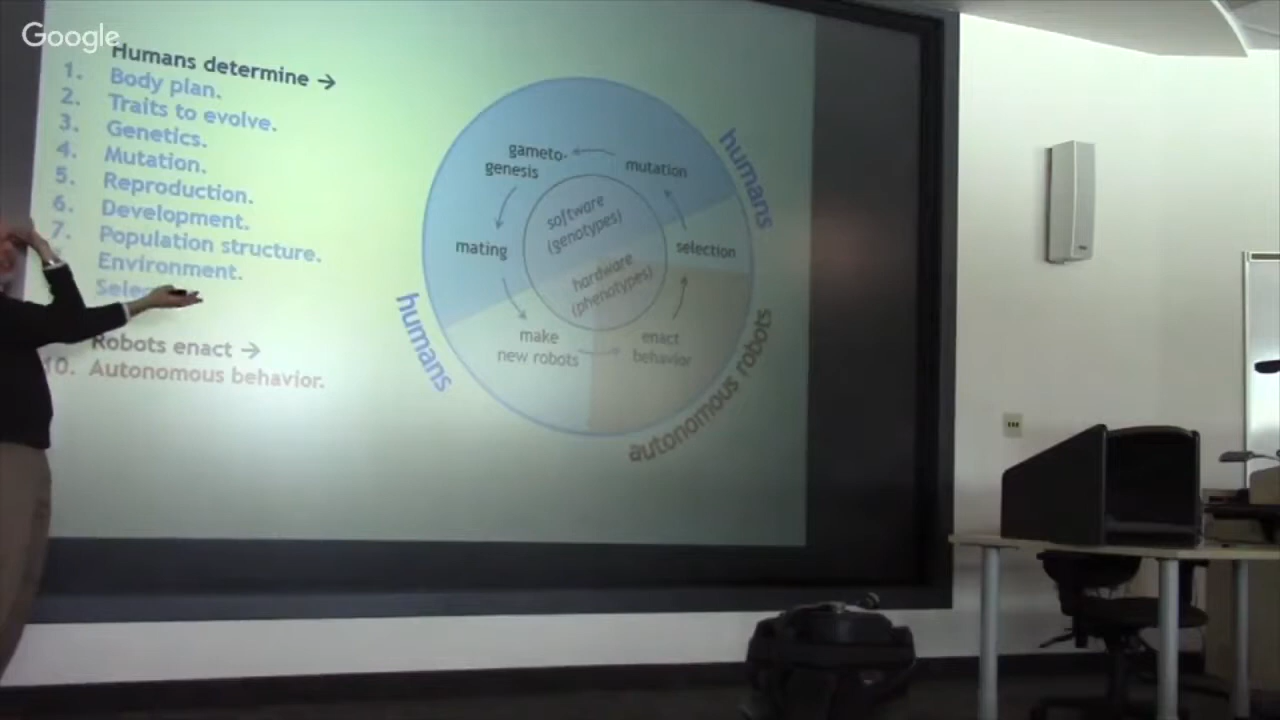 Google
Humans determine →
1. Body plan.
2. Traits to evolve.
3. Genetics.
4. Mutation.
5. Reproduction.
6. Development.
7. Population structure.
Environment.
Robots enact →
10. Autonomous behavior.
gameto-
genesis
mutation
selection
enact
behavior
make
new robots
mating
software
(genotypes)
hardware
(phenotypes)
humans
humans
autonomous robots